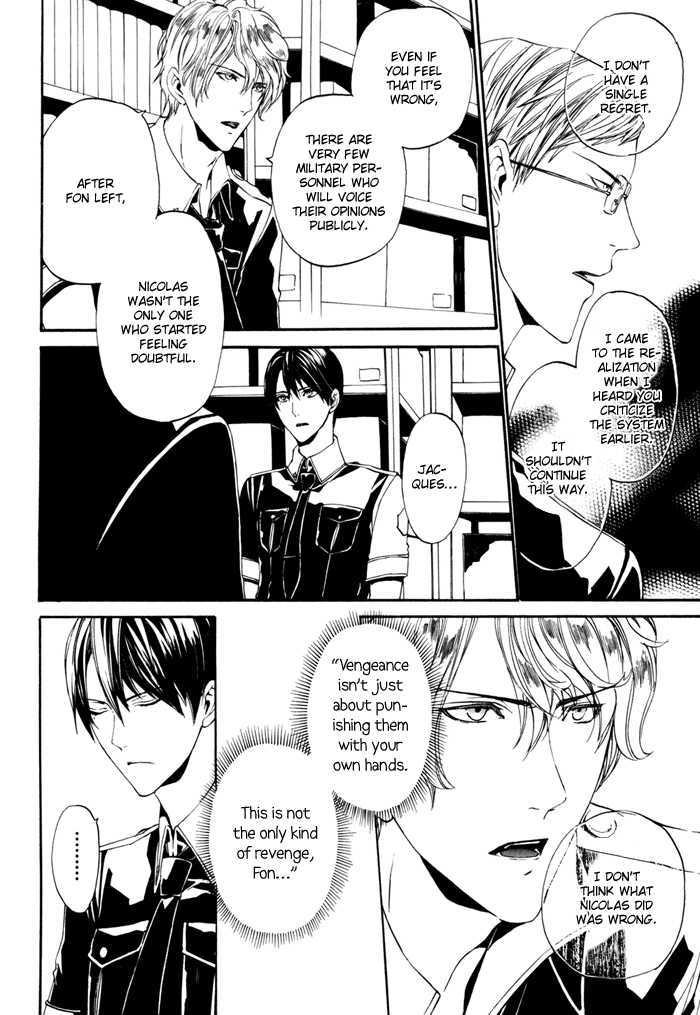 I DON'T
HAVE A
SINGLE
REGRET.
I CAME
TO THE RE-
ALIZATION
WHEN I
HEARD YOU
CRITICIZE
THE SYSTEM
EARLIER.
IT
SHOULDN'T
CONTINUE
THIS WAY.
EVEN IF
YOU FEEL
THAT IT'S
WRONG,
THERE ARE
VERY FEW
MILITARY PER-
SONNEL WHO
WILL VOICE
THEIR OPINIONS
PUBLICLY.
AFTER
FON LEFT,
NICOLAS
WASN'T THE
ONLY ONE
WHO STARTED
FEELING
DOUBTFUL.
JAC-
QUES...
I DON'T
THINK WHAT
NICOLAS DID
WAS WRONG.
"Vengeance
isn't just
about pun-
ishing them
with your
own hands.
This is not
the only kind
of revenge,
Fon..."
.........